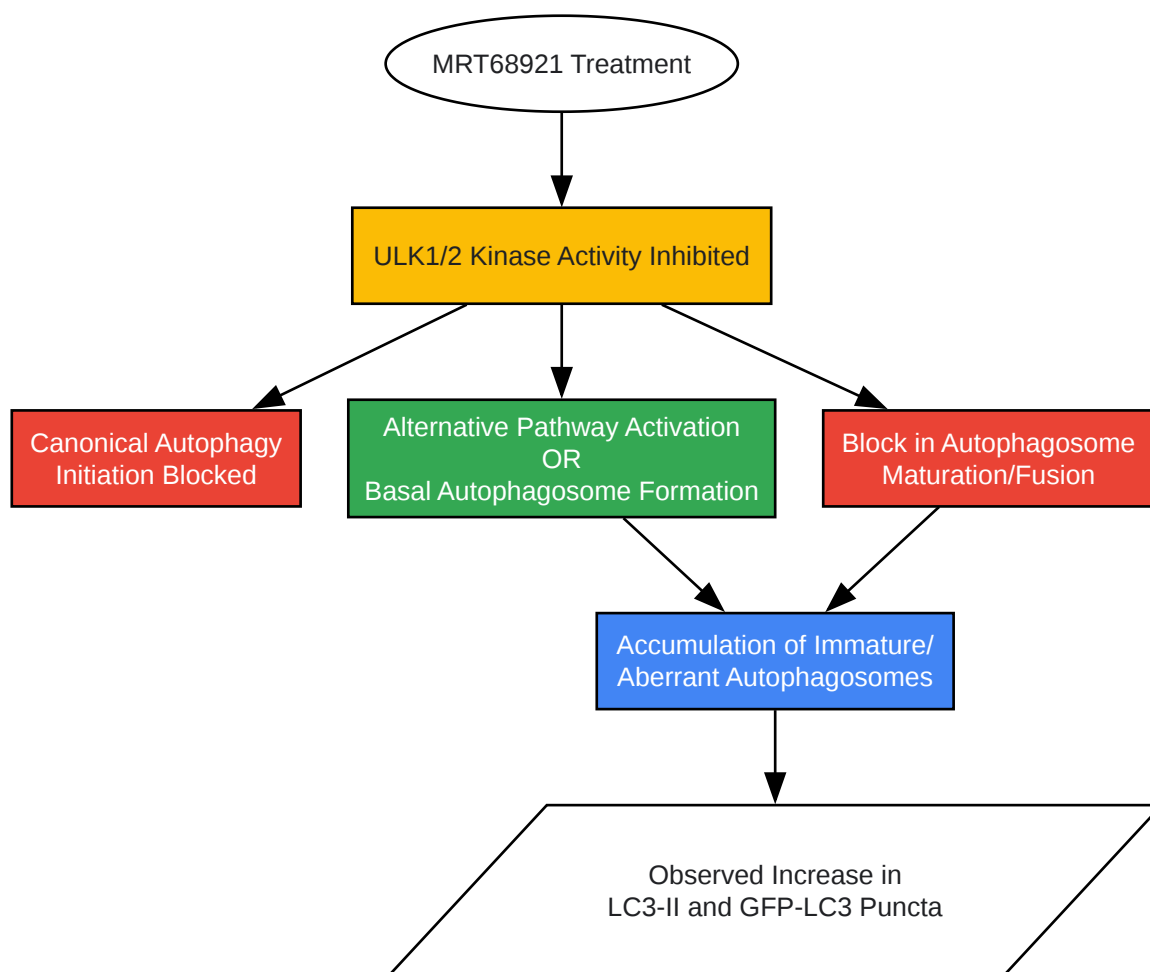 MRT68921 Treatment
ULK1/2 Kinase Activity Inhibited
Canonical Autophagy
Initiation Blocked
Alternative Pathway Activation
OR
Basal Autophagosome Formation
Block in Autophagosome
Maturation/Fusion
Accumulation of Immature/
Aberrant Autophagosomes
Observed Increase in
LC3-II and GFP-LC3 Puncta